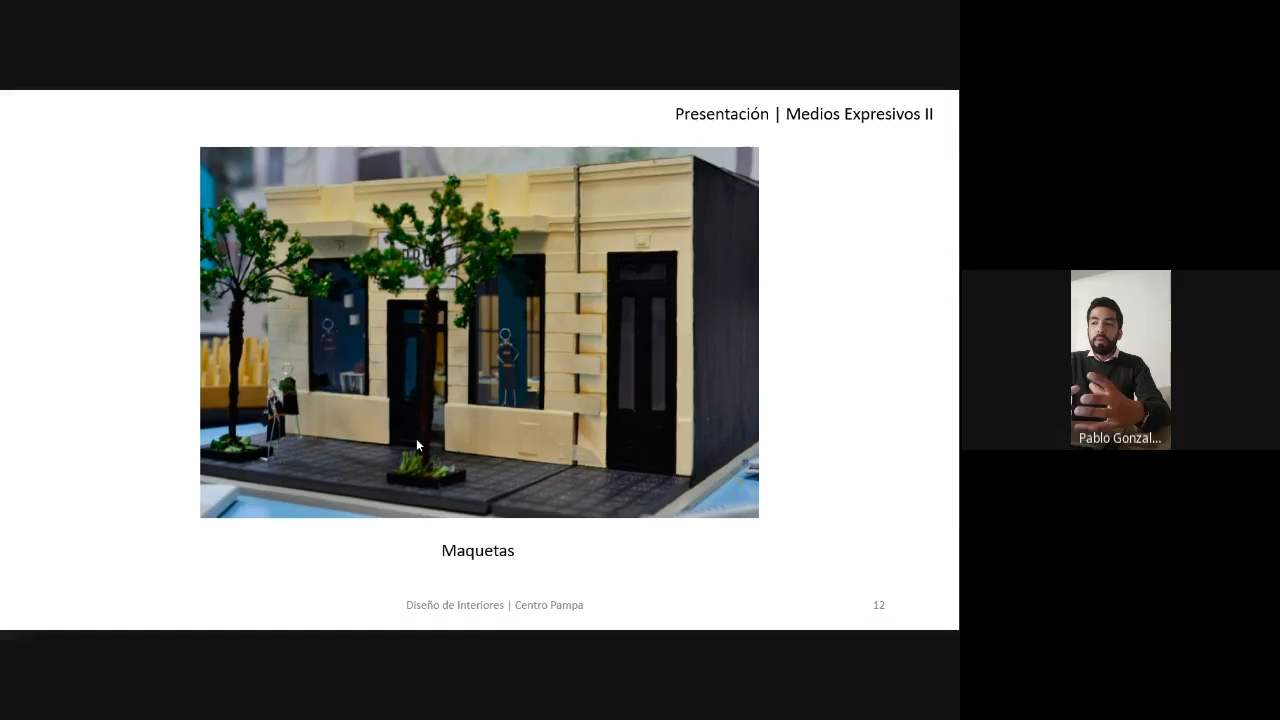 Presentación | Medios Expresivos II
Maquetas
Diseño de Interiores | Centro Pampa
12
Pablo Gonzal...